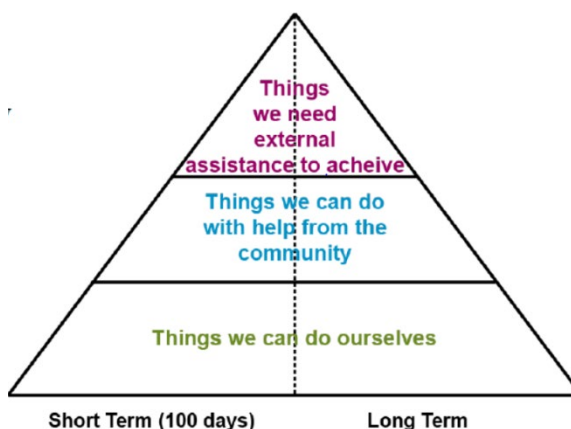 Things
we need
external
assistance to acheive
Things we can do
with help from the
community
Things we can do ourselves
Short Term (100 days) Long Term